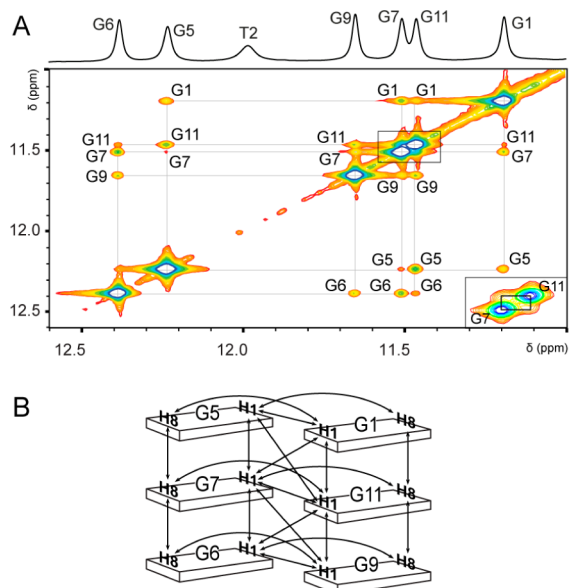 A
G6 G5 T2 G9 G7 G11 G1
δ (ppm)
G1 G1 G1
G11 G11 G11 G11
G7 G7 G7 G7
11.5
G9 G9 G9
12.0
G5 G5 G5
G6 G6 G6
G11
G7
12.5
12.5 12.0 11.5 δ (ppm)
B
H8 G5 H1 H1 G1 H8
H8 G7 H1 H1 G11 H8
H8 G6 H1 H1 G9 H8